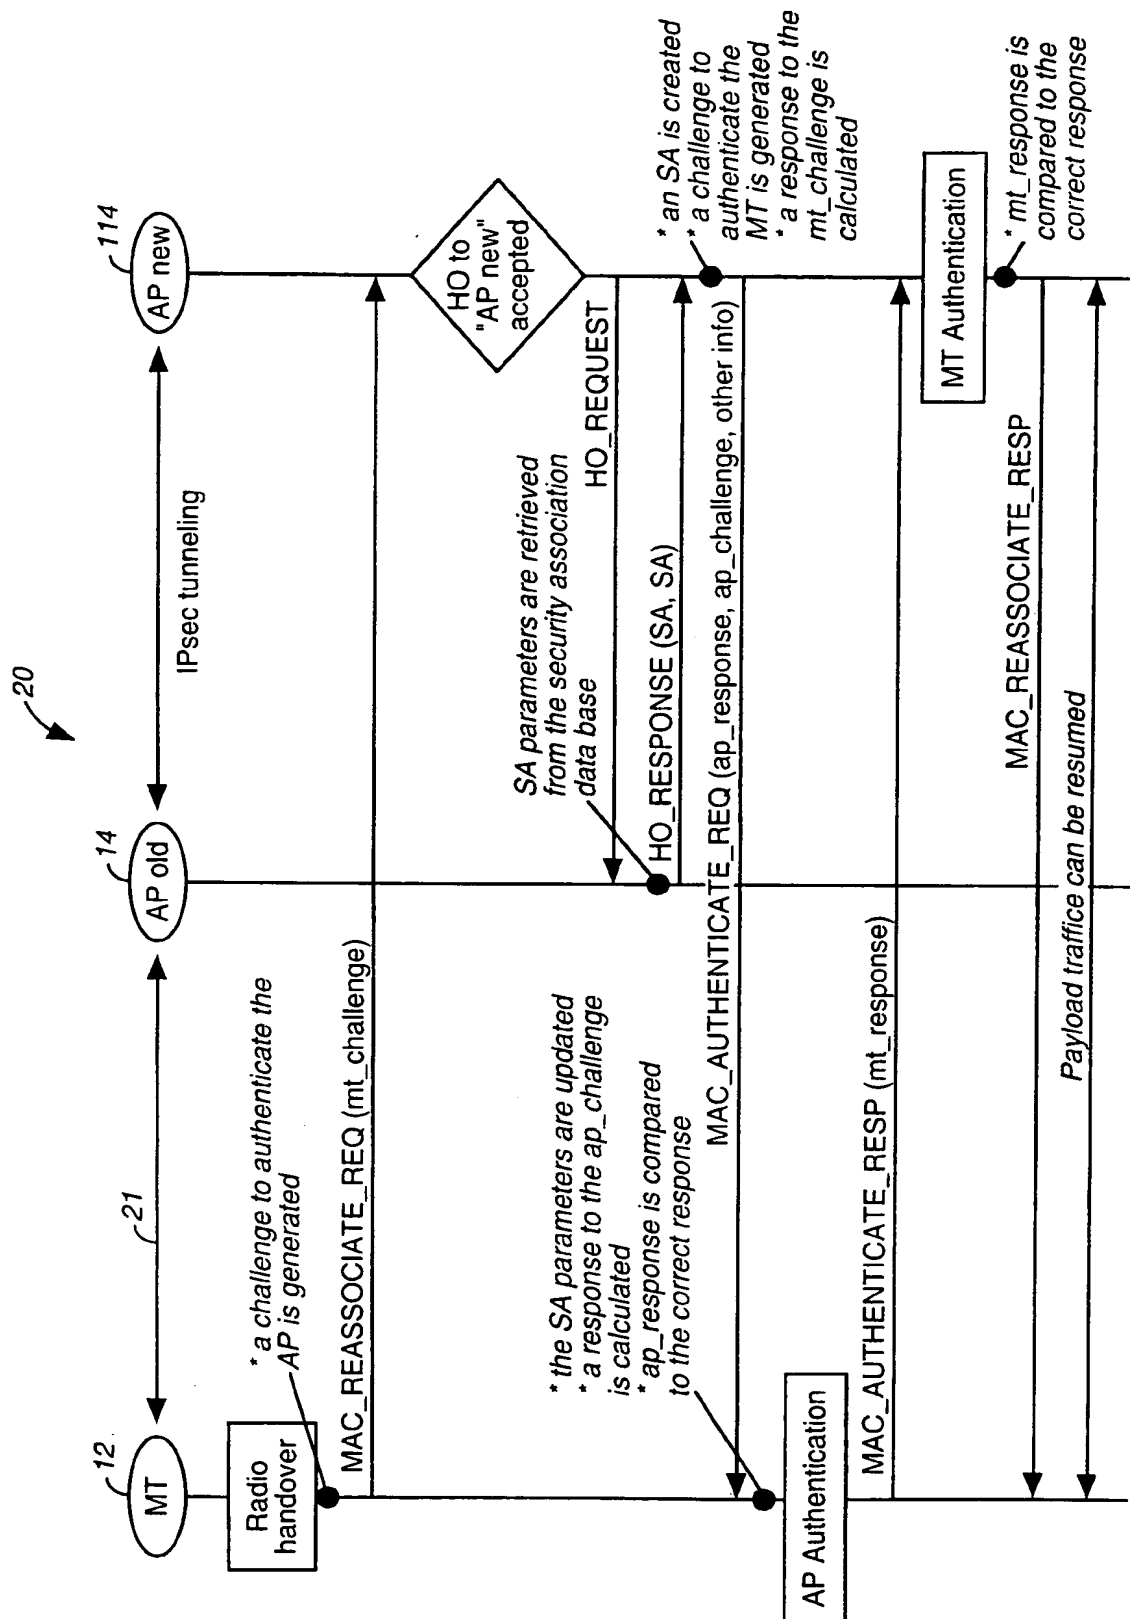 20
12
MT
21
14
AP old
IPsec tunneling
114
AP new
Radio
handover
* a challenge to authenticate the
AP is generated
MAC_REASSOCIATE_REQ (mt_challenge)
HO to
"AP new"
accepted
HO_REQUEST
SA parameters are retrieved
from the security association
data base
HO_RESPONSE (SA, SA)
* an SA is created
* a challenge to
authenticate the
MT is generated
* a response to the
mt_challenge is
calculated
MAC_AUTHENTICATE_REQ (ap_response, ap_challenge, other info)
* the SA parameters are updated
* a response to the ap_challenge
is calculated
* ap_response is compared
to the correct response
AP Authentication
MAC_AUTHENTICATE_RESP (mt_response)
MT Authentication
* mt_response is
compared to the
correct response
MAC_REASSOCIATE_RESP
Payload traffic can be resumed